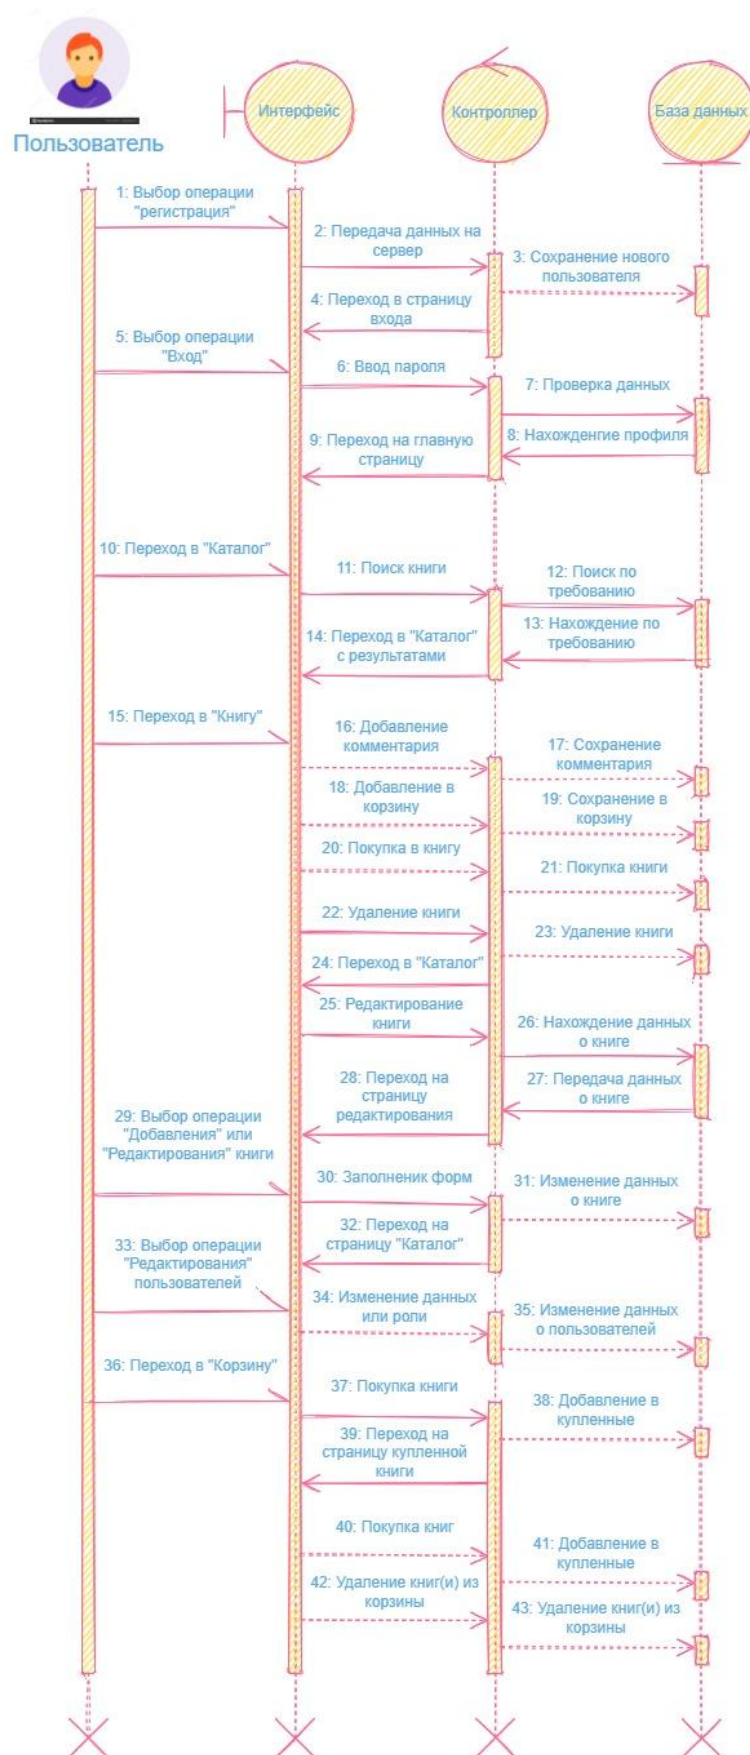 Пользователь
Интерфейс
Контроллер
База данных
1: Выбор операции
"регистрация"
2: Передача данных на
сервер
3: Сохранение нового
пользователя
4: Переход в страницу
входа
5: Выбор операции
"Вход"
6: Ввод пароля
7: Проверка данных
8: Нахожденгие профиля
9: Переход на главную
страницу
10: Переход в "Каталог"
11: Поиск книги
12: Поиск по
требованию
13: Нахождение по
требованию
14: Переход в "Каталог"
с результатами
15: Переход в "Книгу"
16: Добавление
комментария
17: Сохранение
комментария
18: Добавление в
корзину
19: Сохранение в
корзину
20: Покупка в книгу
21: Покупка книги
22: Удаление книги
23: Удаление книги
24: Переход в "Каталог"
25: Редактирование
книги
26: Нахождение данных
о книге
27: Передача данных
о книге
28: Переход на
страницу
редактирования
29: Выбор операции
"Добавления" или
"Редактирования" книги
30: Заполненик форм
31: Изменение данных
о книге
32: Переход на
страницу "Каталог"
33: Выбор операции
"Редактирования"
пользователей
34: Изменение данных
или роли
35: Изменение данных
о пользователей
36: Переход в "Корзину"
37: Покупка книги
38: Добавление в
купленные
39: Переход на
страницу купленной
книги
40: Покупка книг
41: Добавление в
купленные
42: Удаление книг(и) из
корзины
43: Удаление книг(и) из
корзины